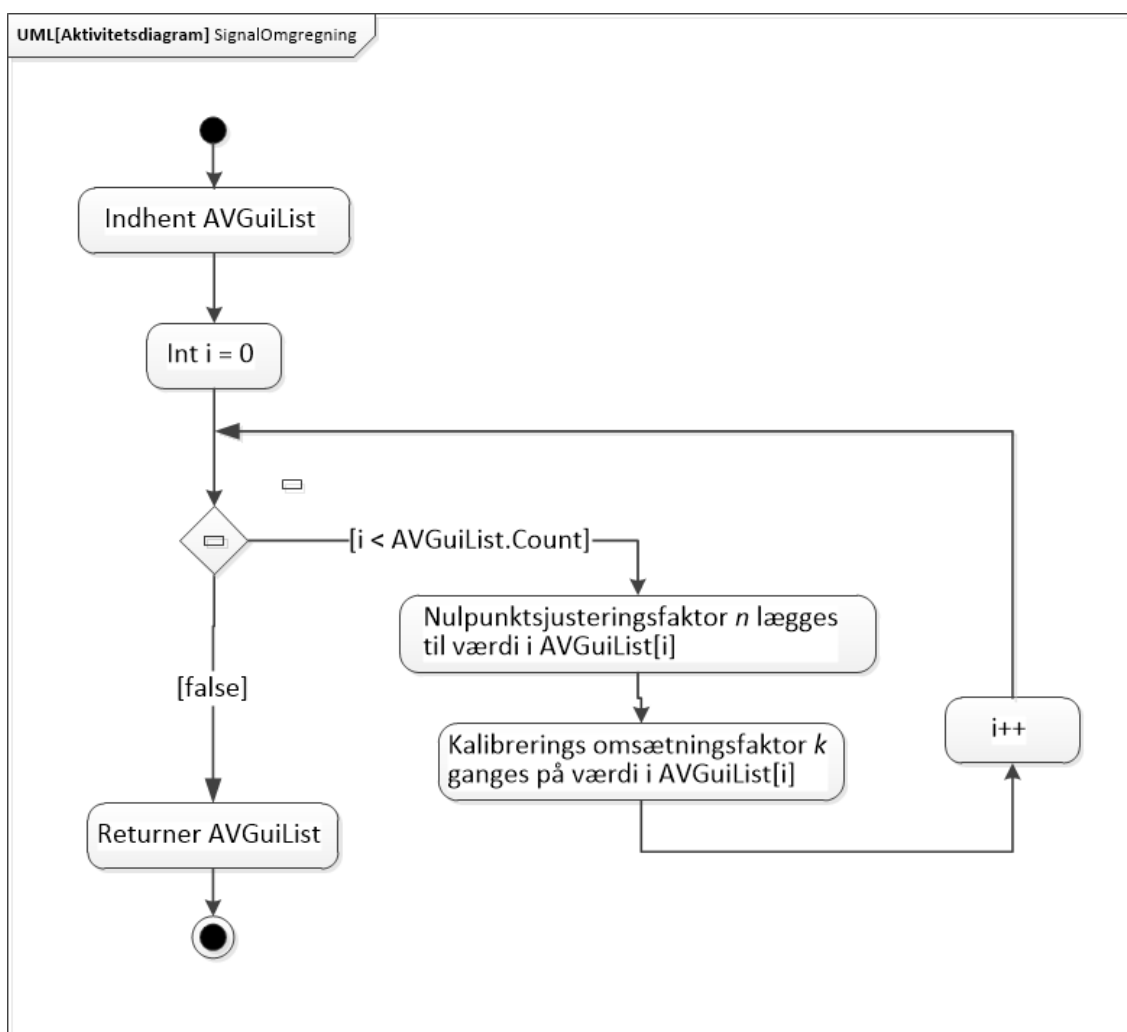 UML[Aktivitetsdiagram] SignalOmgregning
Indhent AVGuiList
Int i = 0
[i < AVGuiList.Count]
Nulpunktsjusteringsfaktor n lægges
til værdi i AVGuiList[i]
[false]
Kalibrerings omsætningsfaktor k
ganges på værdi i AVGuiList[i]
i++
Returner AVGuiList